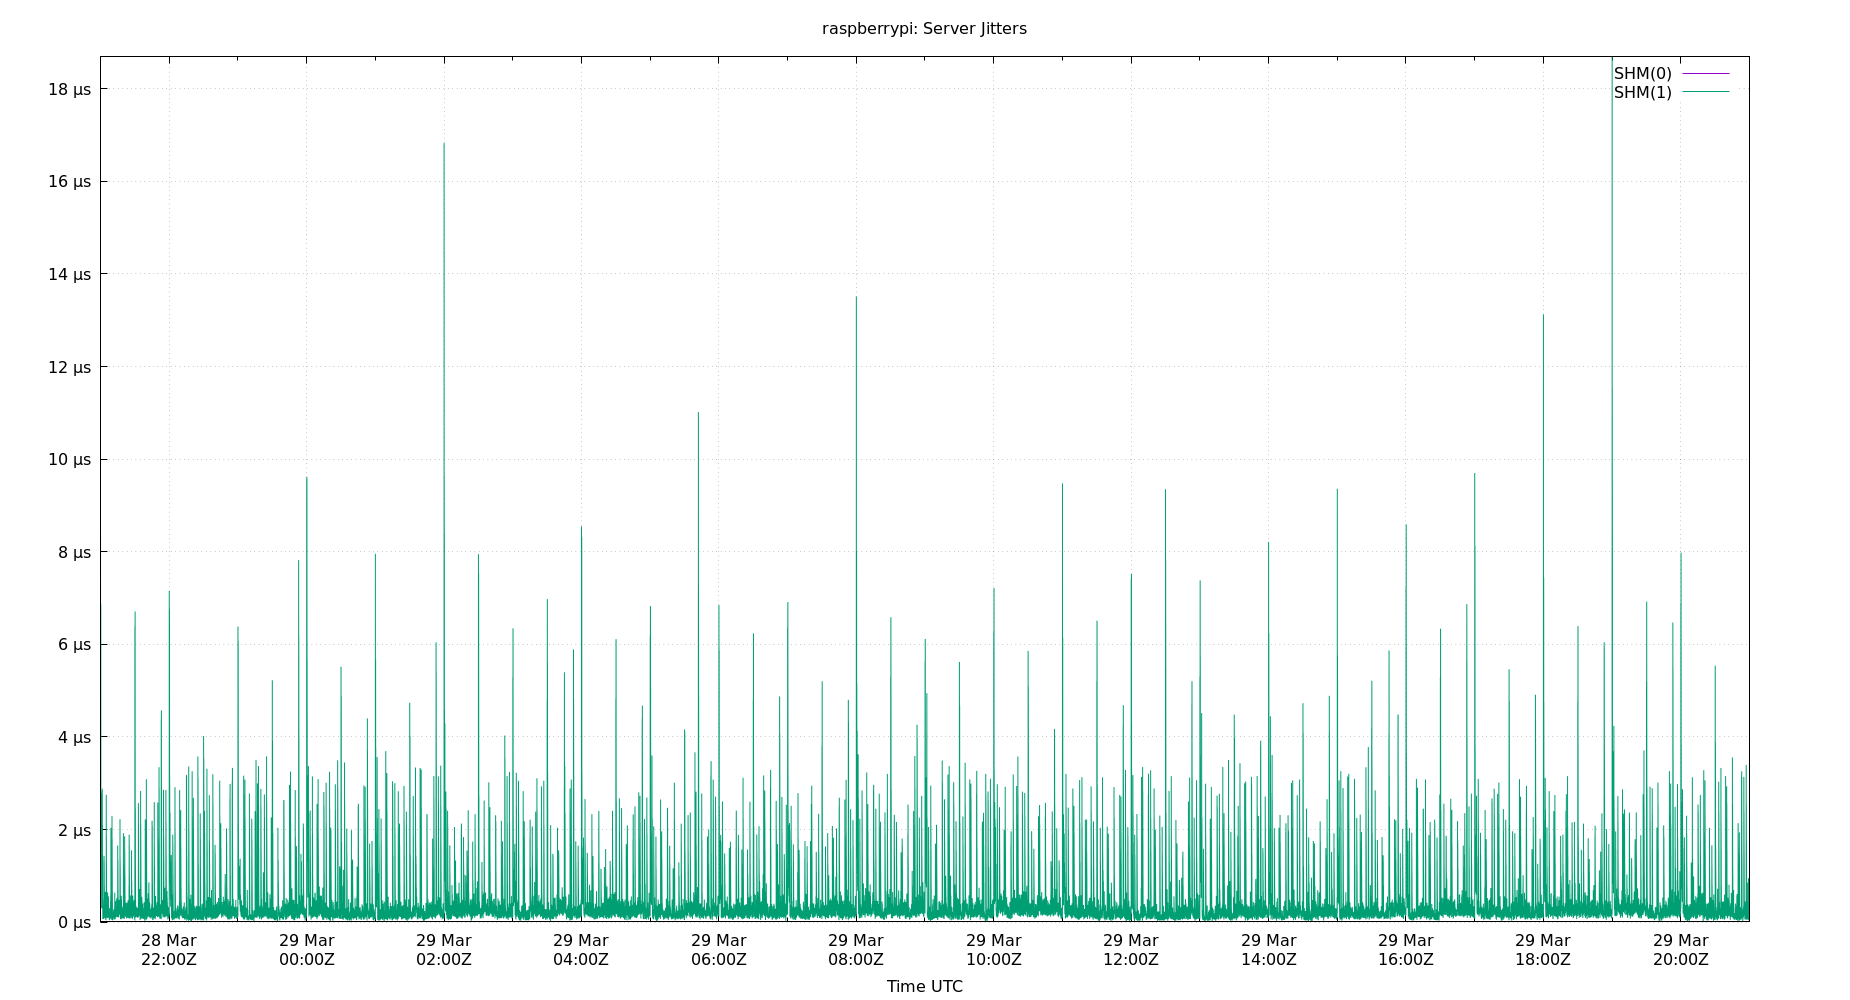 raspberrypi: Server Jitters
SHM(0)
SHM(1)
18 µs
16 µs
14 µs
12 µs
10 µs
8 µs
6 µs
4 µs
2 µs
0 µs
28 Mar 29 Mar 29 Mar 29 Mar 29 Mar 29 Mar 29 Mar 29 Mar 29 Mar 29 Mar 29 Mar 29 Mar
22:00Z 00:00Z 02:00Z 04:00Z 06:00Z 08:00Z 10:00Z 12:00Z 14:00Z 16:00Z 18:00Z 20:00Z
Time UTC